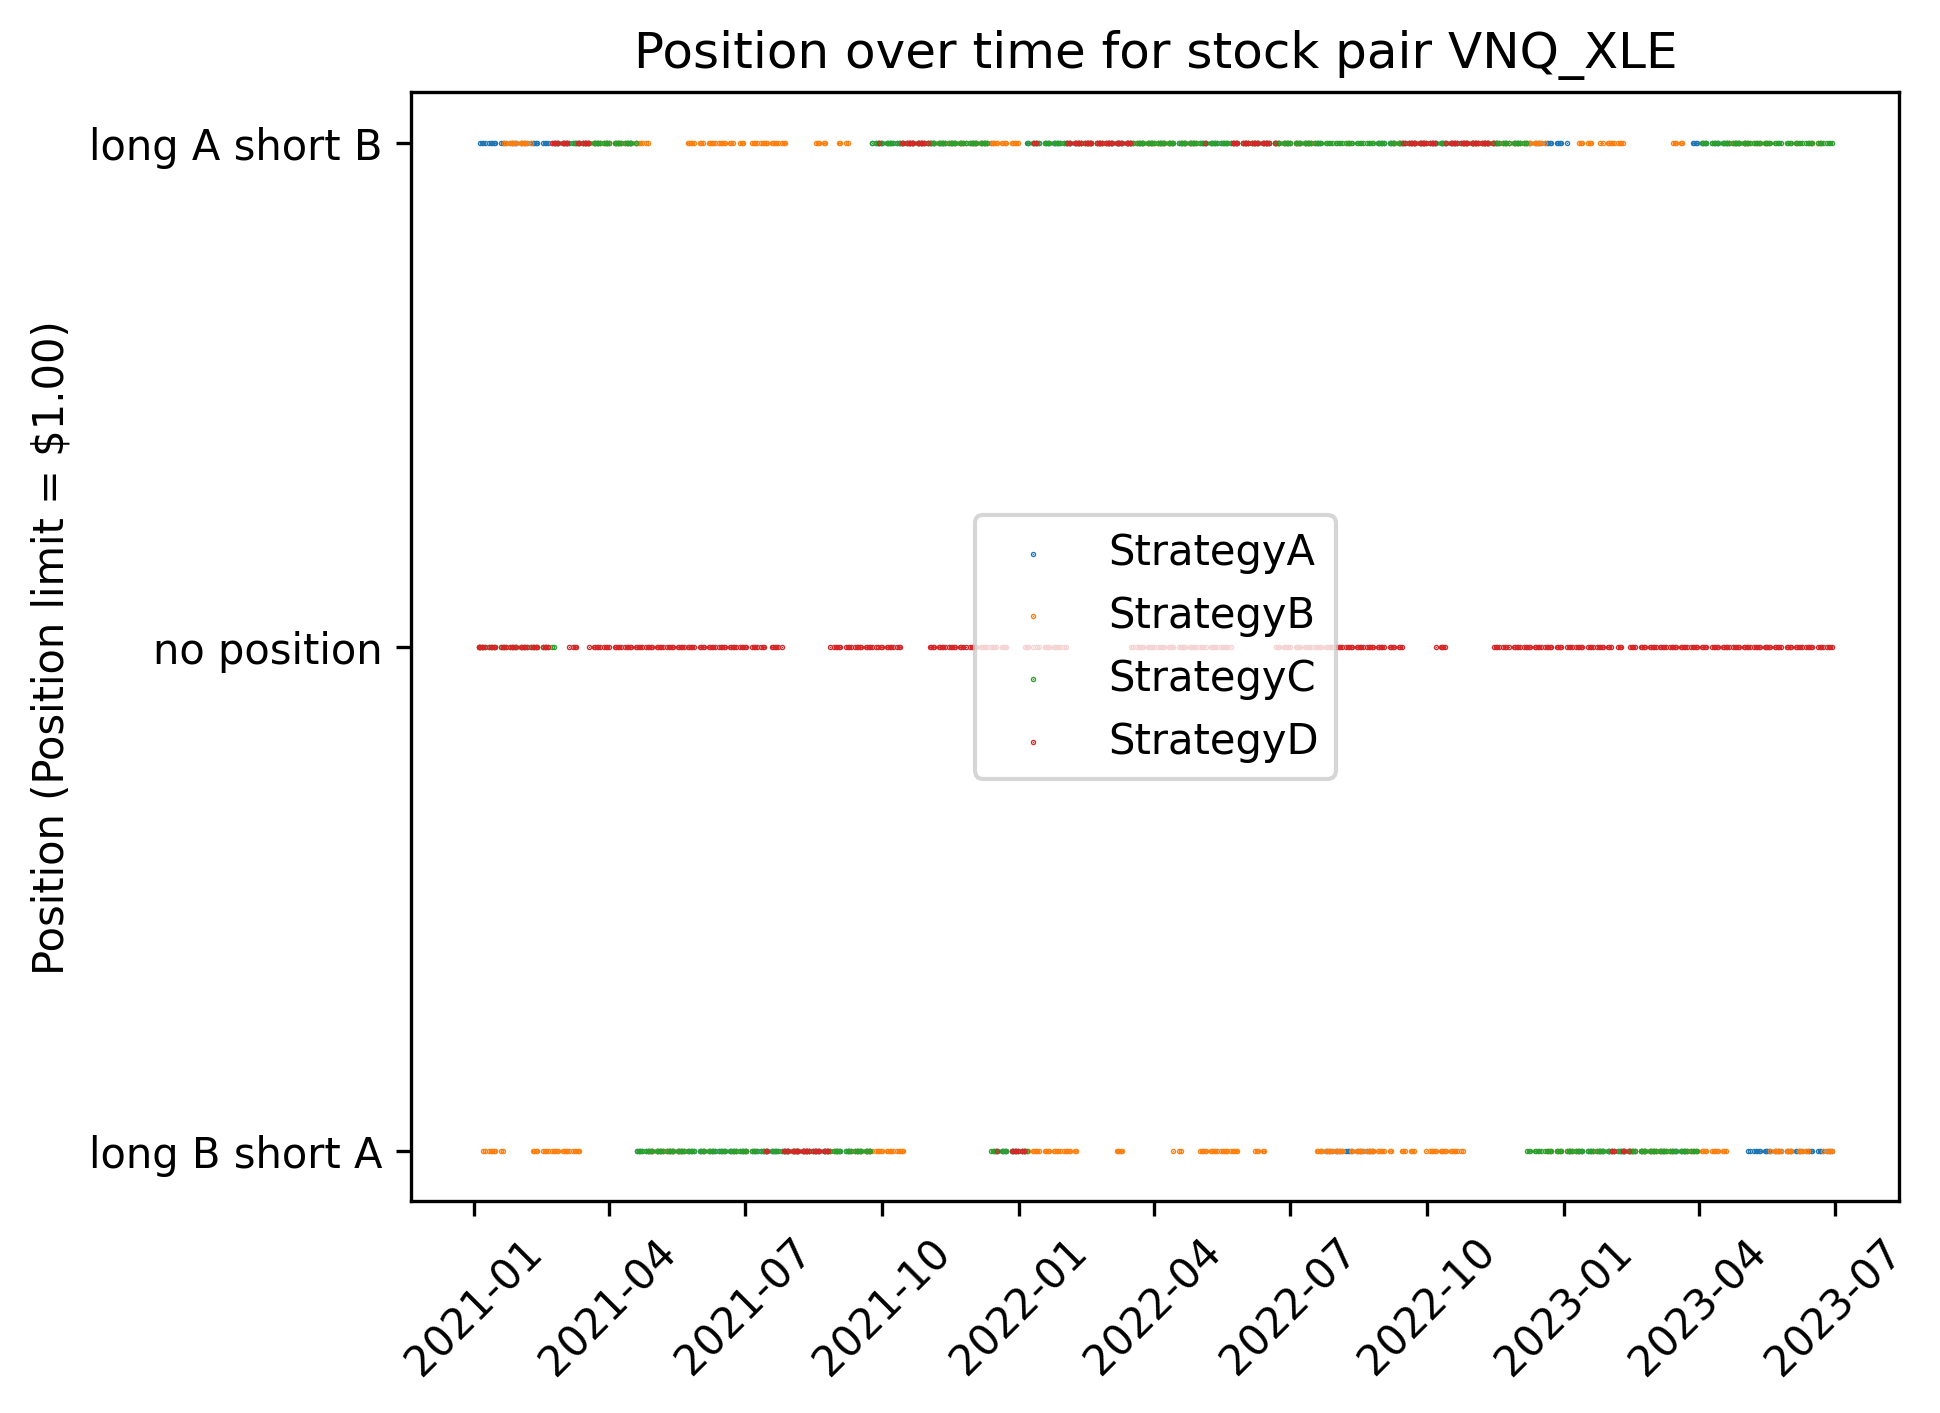 Position over time for stock pair VNQ_XLE
Position (Position limit = $1.00)
long A short B
no position
long B short A
StrategyA
StrategyB
StrategyC
StrategyD
2021-01
2021-04
2021-07
2021-10
2022-01
2022-04
2022-07
2022-10
2023-01
2023-04
2023-07